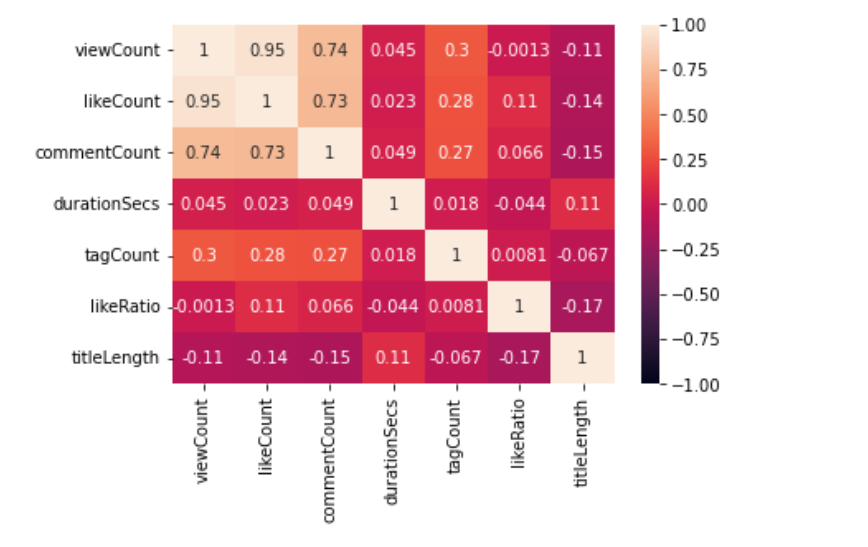 viewCount 1 0.95 0.74 0.045 0.3 -0.0013 -0.11
likeCount 0.95 1 0.73 0.023 0.28 0.11 -0.14
commentCount 0.74 0.73 1 0.049 0.27 0.066 -0.15
durationSecs 0.045 0.023 0.049 1 0.018 -0.044 0.11
tagCount 0.3 0.28 0.27 0.018 1 0.0081 -0.067
likeRatio -0.0013 0.11 0.066 -0.044 0.0081 1 -0.17
titleLength -0.11 -0.14 -0.15 0.11 -0.067 -0.17 1
viewCount
likeCount
commentCount
durationSecs
tagCount
likeRatio
titleLength
1.00
0.75
0.50
0.25
0.00
−0.25
−0.50
−0.75
−1.00